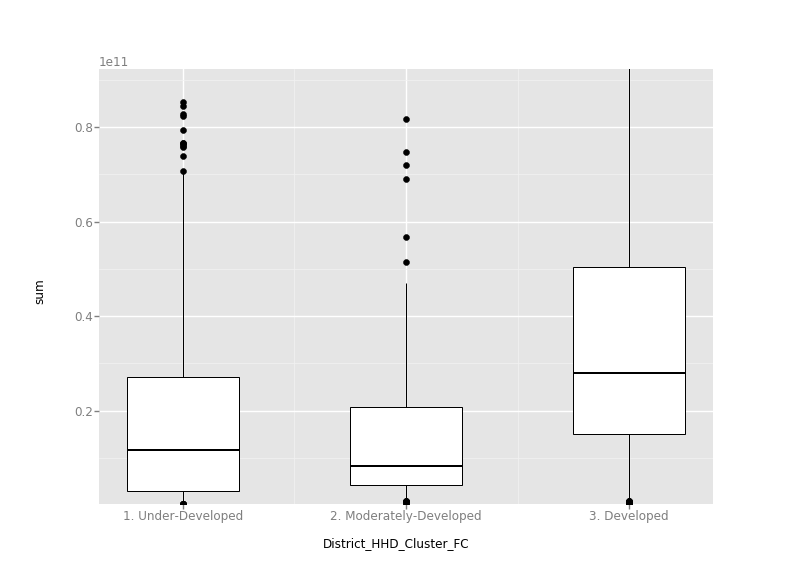 1e11
0.8
0.6
0.4
0.2
sum
1. Under-Developed
2. Moderately-Developed
3. Developed
District_HHD_Cluster_FC